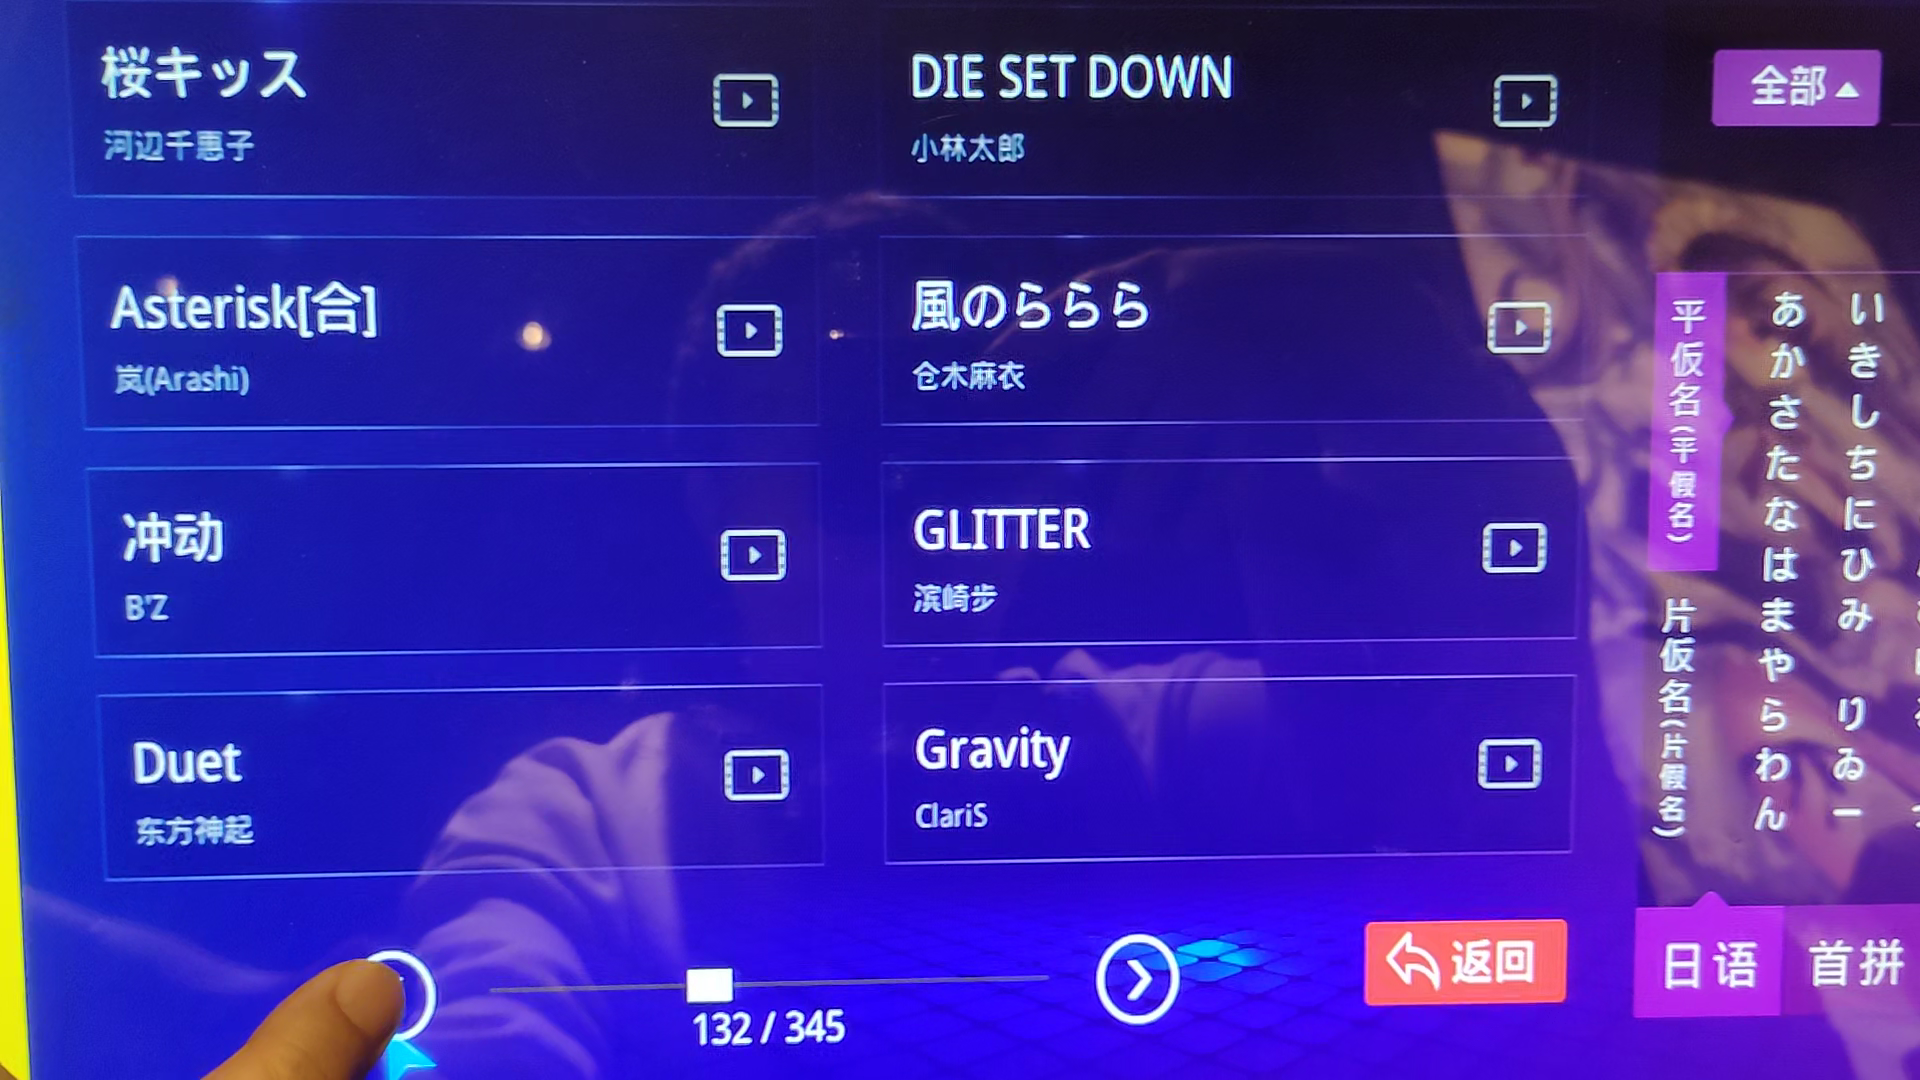 桜キッス
河辺千惠子
DIE SET DOWN
小林太郎
Asterisk[合]
岚(Arashi)
風のららら
仓木麻衣
冲动
B'Z
GLITTER
滨崎步
Duet
东方神起
Gravity
ClariS
132 / 345
返回
全部
平仮名(平假名)
片仮名(片假名)
あかさたなはまやらわん
いきしちにひみ りゐー
日语
首拼